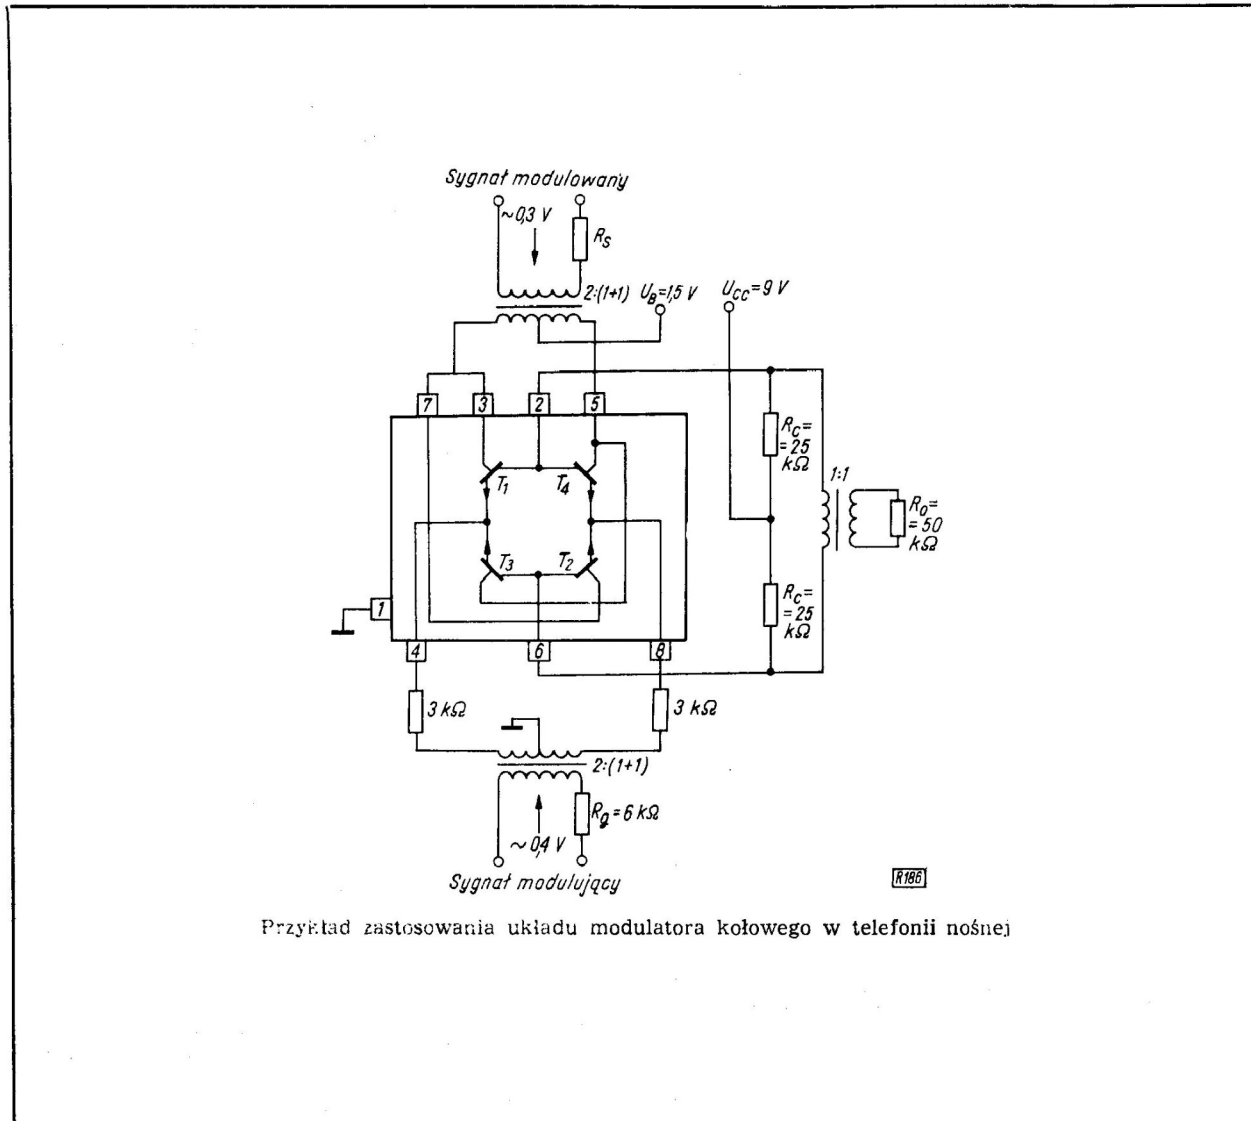 Sygnał modulowany
~0,3 V
R_S
2:(1+1)
U_B=1,5 V
U_CC=9 V
7
3
2
5
R_C=
=25
kΩ
T_1
T_4
1:1
R_o=
=50
kΩ
T_3
T_2
R_C=
=25
kΩ
1
4
6
8
3 kΩ
3 kΩ
2:(1+1)
R_g=6 kΩ
~0,4 V
Sygnał modulujący
R186
Przykład zastosowania układu modulatora kołowego w telefonii nośnej